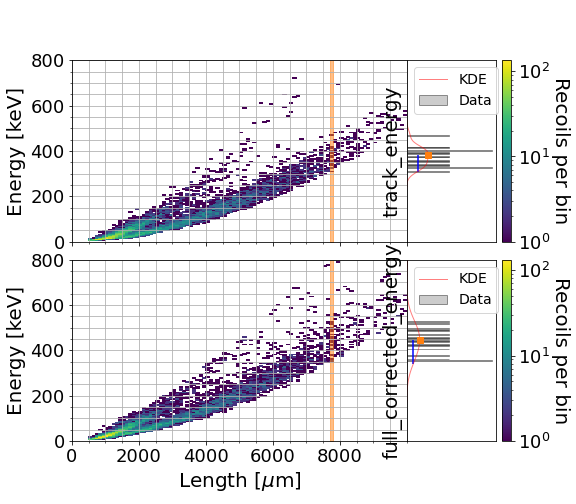 800
600
400
200
0
Energy [keV]
track_energy
KDE
Data
10²
10¹
10⁰
Recoils per bin
800
600
400
200
0
Energy [keV]
full_corrected_energy
KDE
Data
10²
10¹
10⁰
Recoils per bin
0
2000
4000
6000
8000
Length [μm]